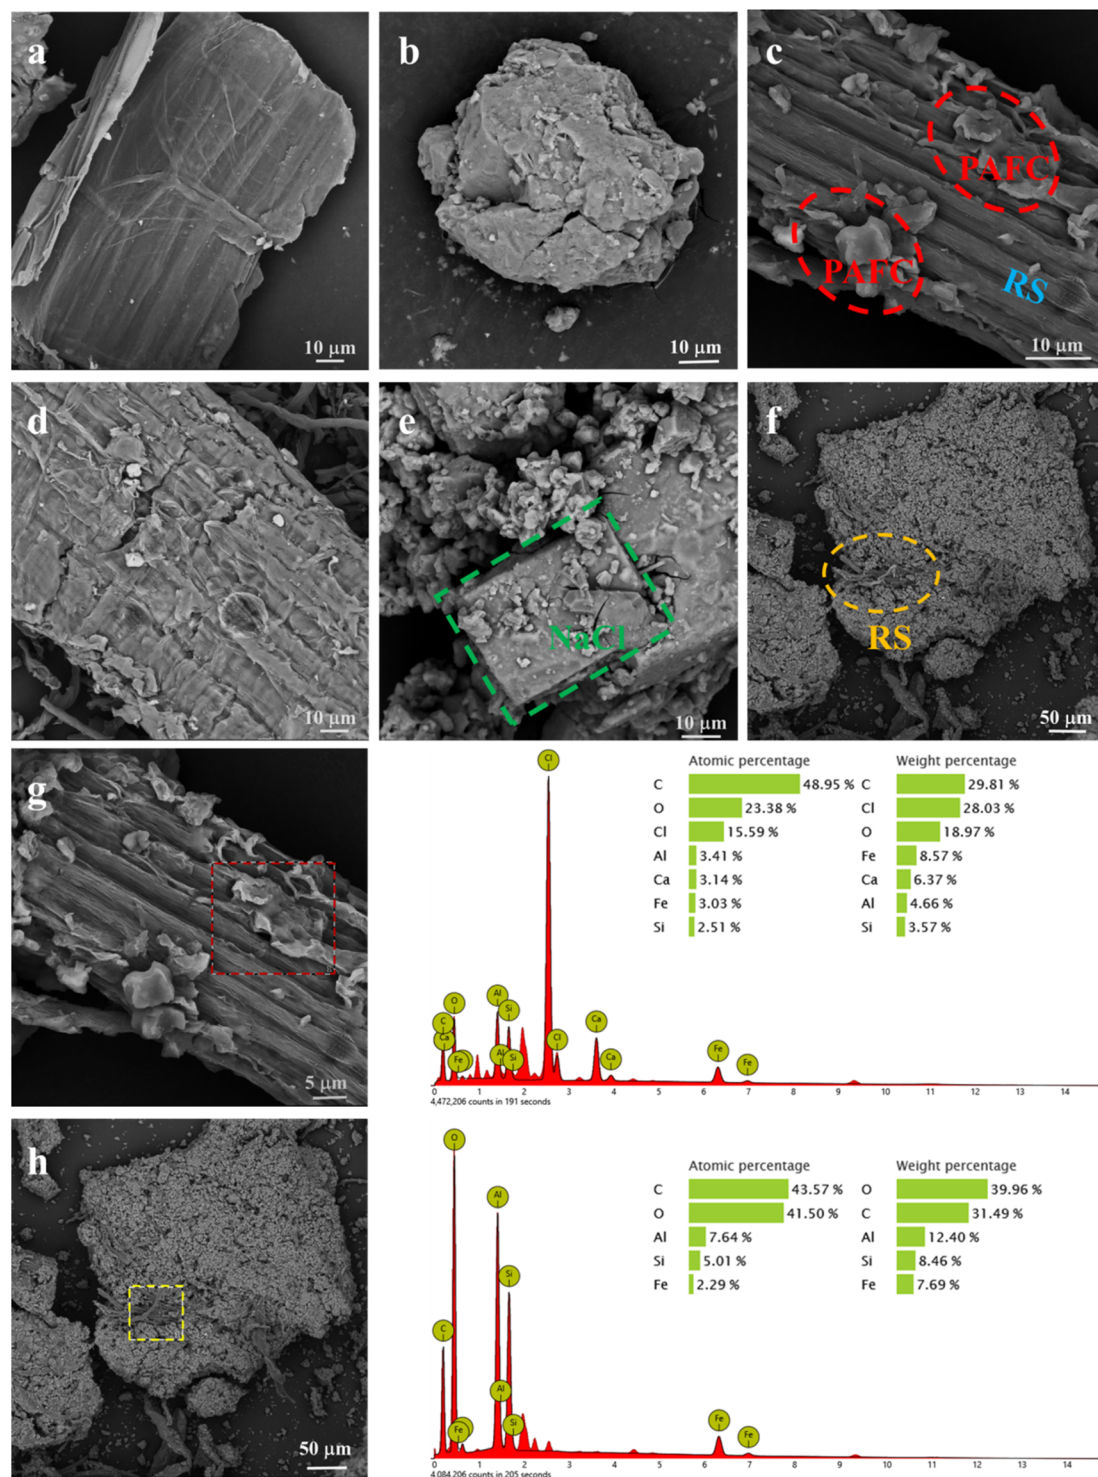 a
10 μm
b
10 μm
c
PAFC
PAFC
RS
10 μm
d
10 μm
e
NaCl
10 μm
f
RS
50 μm
g
5 μm
Atomic percentage
C 48.95 %
O 23.38 %
Cl 15.59 %
Al 3.41 %
Ca 3.14 %
Fe 3.03 %
Si 2.51 %
Weight percentage
C 29.81 %
Cl 28.03 %
O 18.97 %
Fe 8.57 %
Ca 6.37 %
Al 4.66 %
Si 3.57 %
Cl
O
Al
Si
C
Ca
Fe
Al
Si
Cl
Ca
Ca
Fe
Fe
0 1 2 3 4 5 6 7 8 9 10 11 12 13 14
4,472,206 counts in 191 seconds
h
50 μm
Atomic percentage
C 43.57 %
O 41.50 %
Al 7.64 %
Si 5.01 %
Fe 2.29 %
Weight percentage
O 39.96 %
C 31.49 %
Al 12.40 %
Si 8.46 %
Fe 7.69 %
O
Al
Si
C
Al
Fe
Si
Fe
Fe
0 1 2 3 4 5 6 7 8 9 10 11 12 13 14
4,084,206 counts in 205 seconds